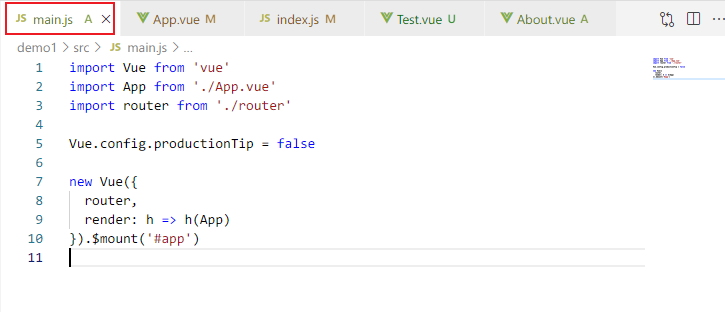 JS main.js A × App.vue M JS index.js M Test.vue U About.vue A ...
demo1 > src > JS main.js > ...
1 import Vue from 'vue'
2 import App from './App.vue'
3 import router from './router'
4
5 Vue.config.productionTip = false
6
7 new Vue({
8 router,
9 render: h => h(App)
10 }).$mount('#app')
11